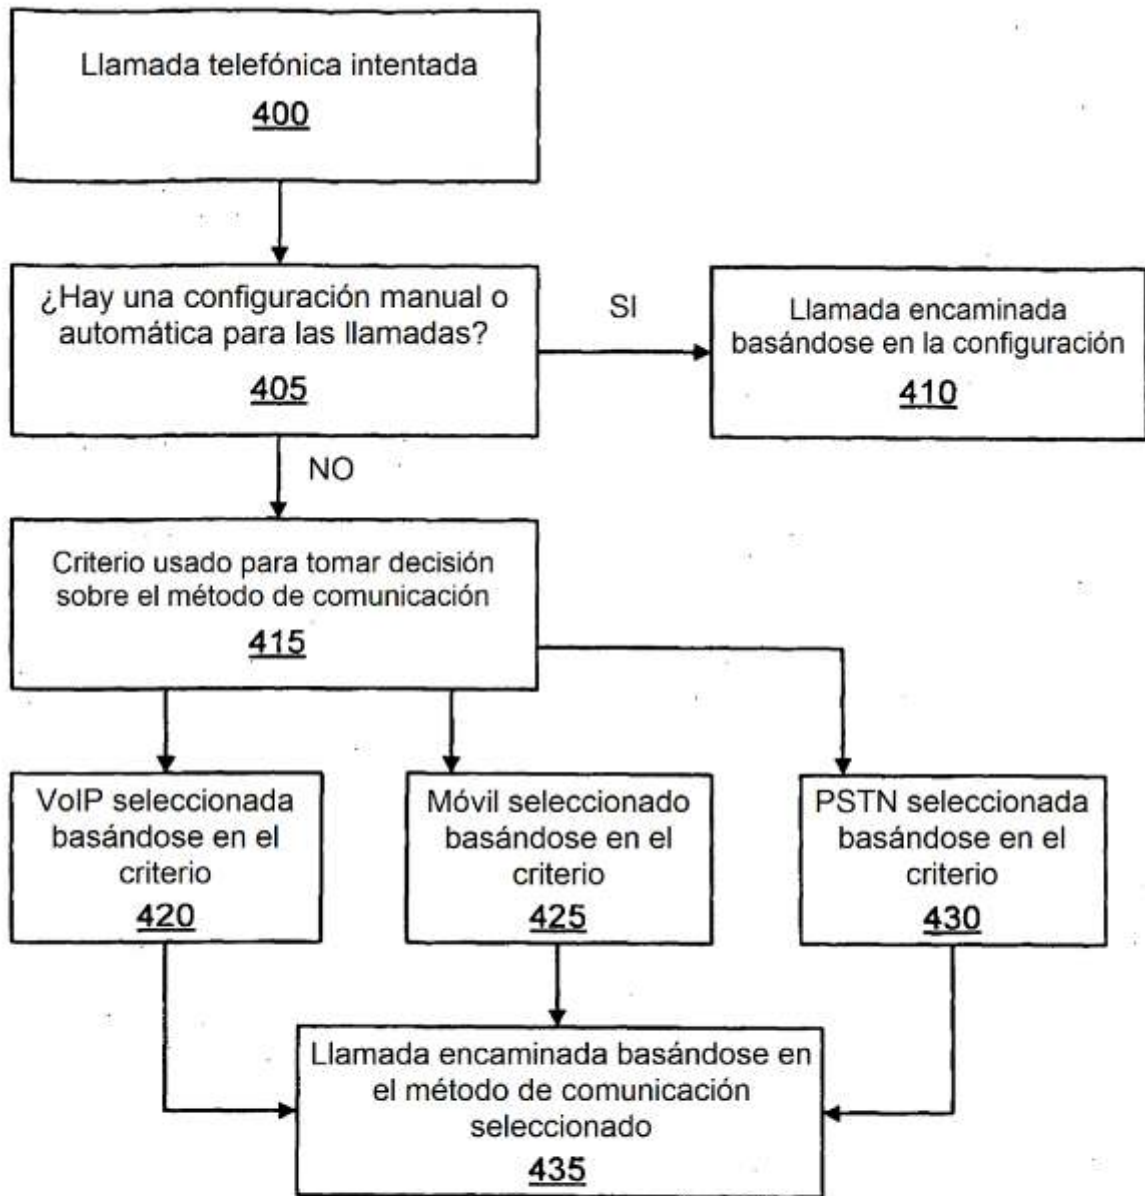 Llamada telefónica intentada
400
¿Hay una configuración manual o
automática para las llamadas?
405
SI
Llamada encaminada
basándose en la configuración
410
NO
Criterio usado para tomar decisión
sobre el método de comunicación
415
VoIP seleccionada
basándose en el
criterio
420
Móvil seleccionado
basándose en el
criterio
425
PSTN seleccionada
basándose en el
criterio
430
Llamada encaminada basándose en
el método de comunicación
seleccionado
435